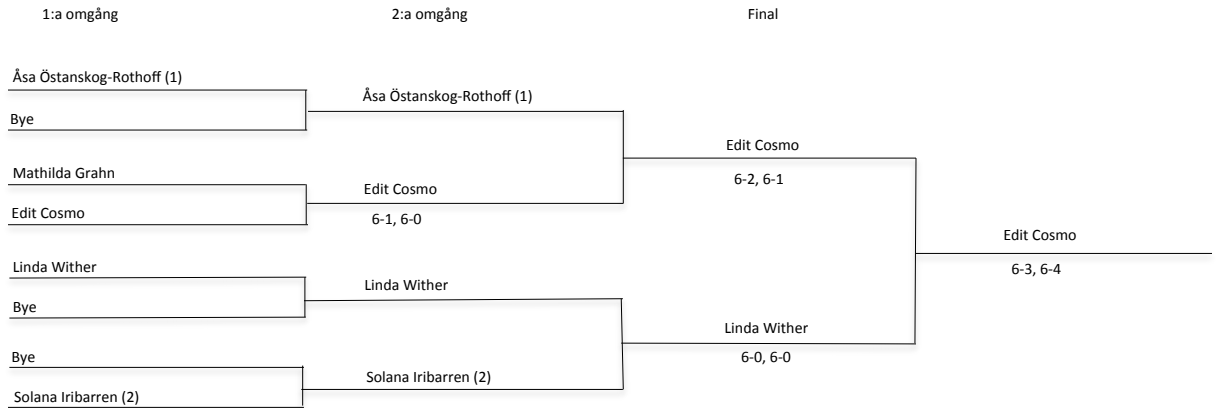 1:a omgång
2:a omgång
Final
Åsa Östanskog-Rothoff (1)
Bye
Mathilda Grahn
Edit Cosmo
Linda Wither
Bye
Bye
Solana Iribarren (2)
Åsa Östanskog-Rothoff (1)
Edit Cosmo
6-1, 6-0
Linda Wither
Solana Iribarren (2)
Edit Cosmo
6-2, 6-1
Linda Wither
6-0, 6-0
Edit Cosmo
6-3, 6-4